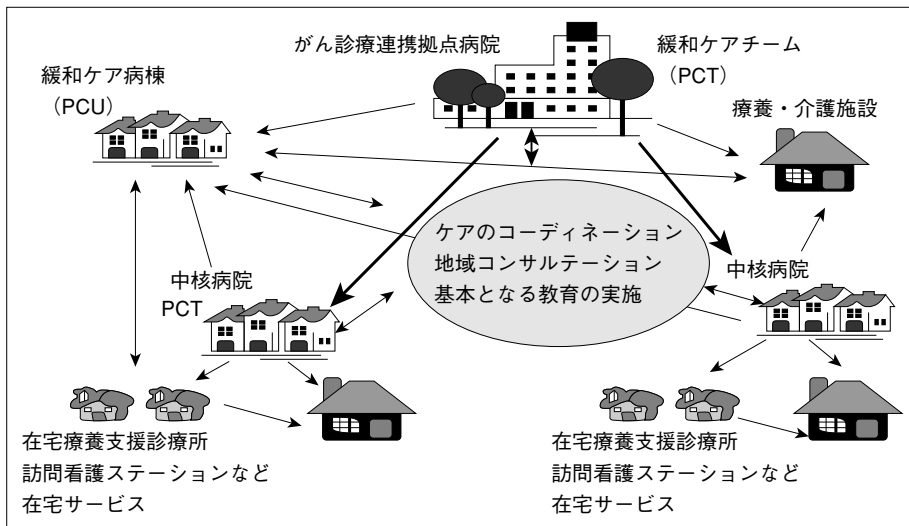 がん診療連携拠点病院
緩和ケアチーム
(PCT)
緩和ケア病棟
(PCU)
療養・介護施設
ケアのコーディネーション
地域コンサルテーション
基本となる教育の実施
中核病院
PCT
中核病院
在宅療養支援診療所
訪問看護ステーションなど
在宅サービス
在宅療養支援診療所
訪問看護ステーションなど
在宅サービス